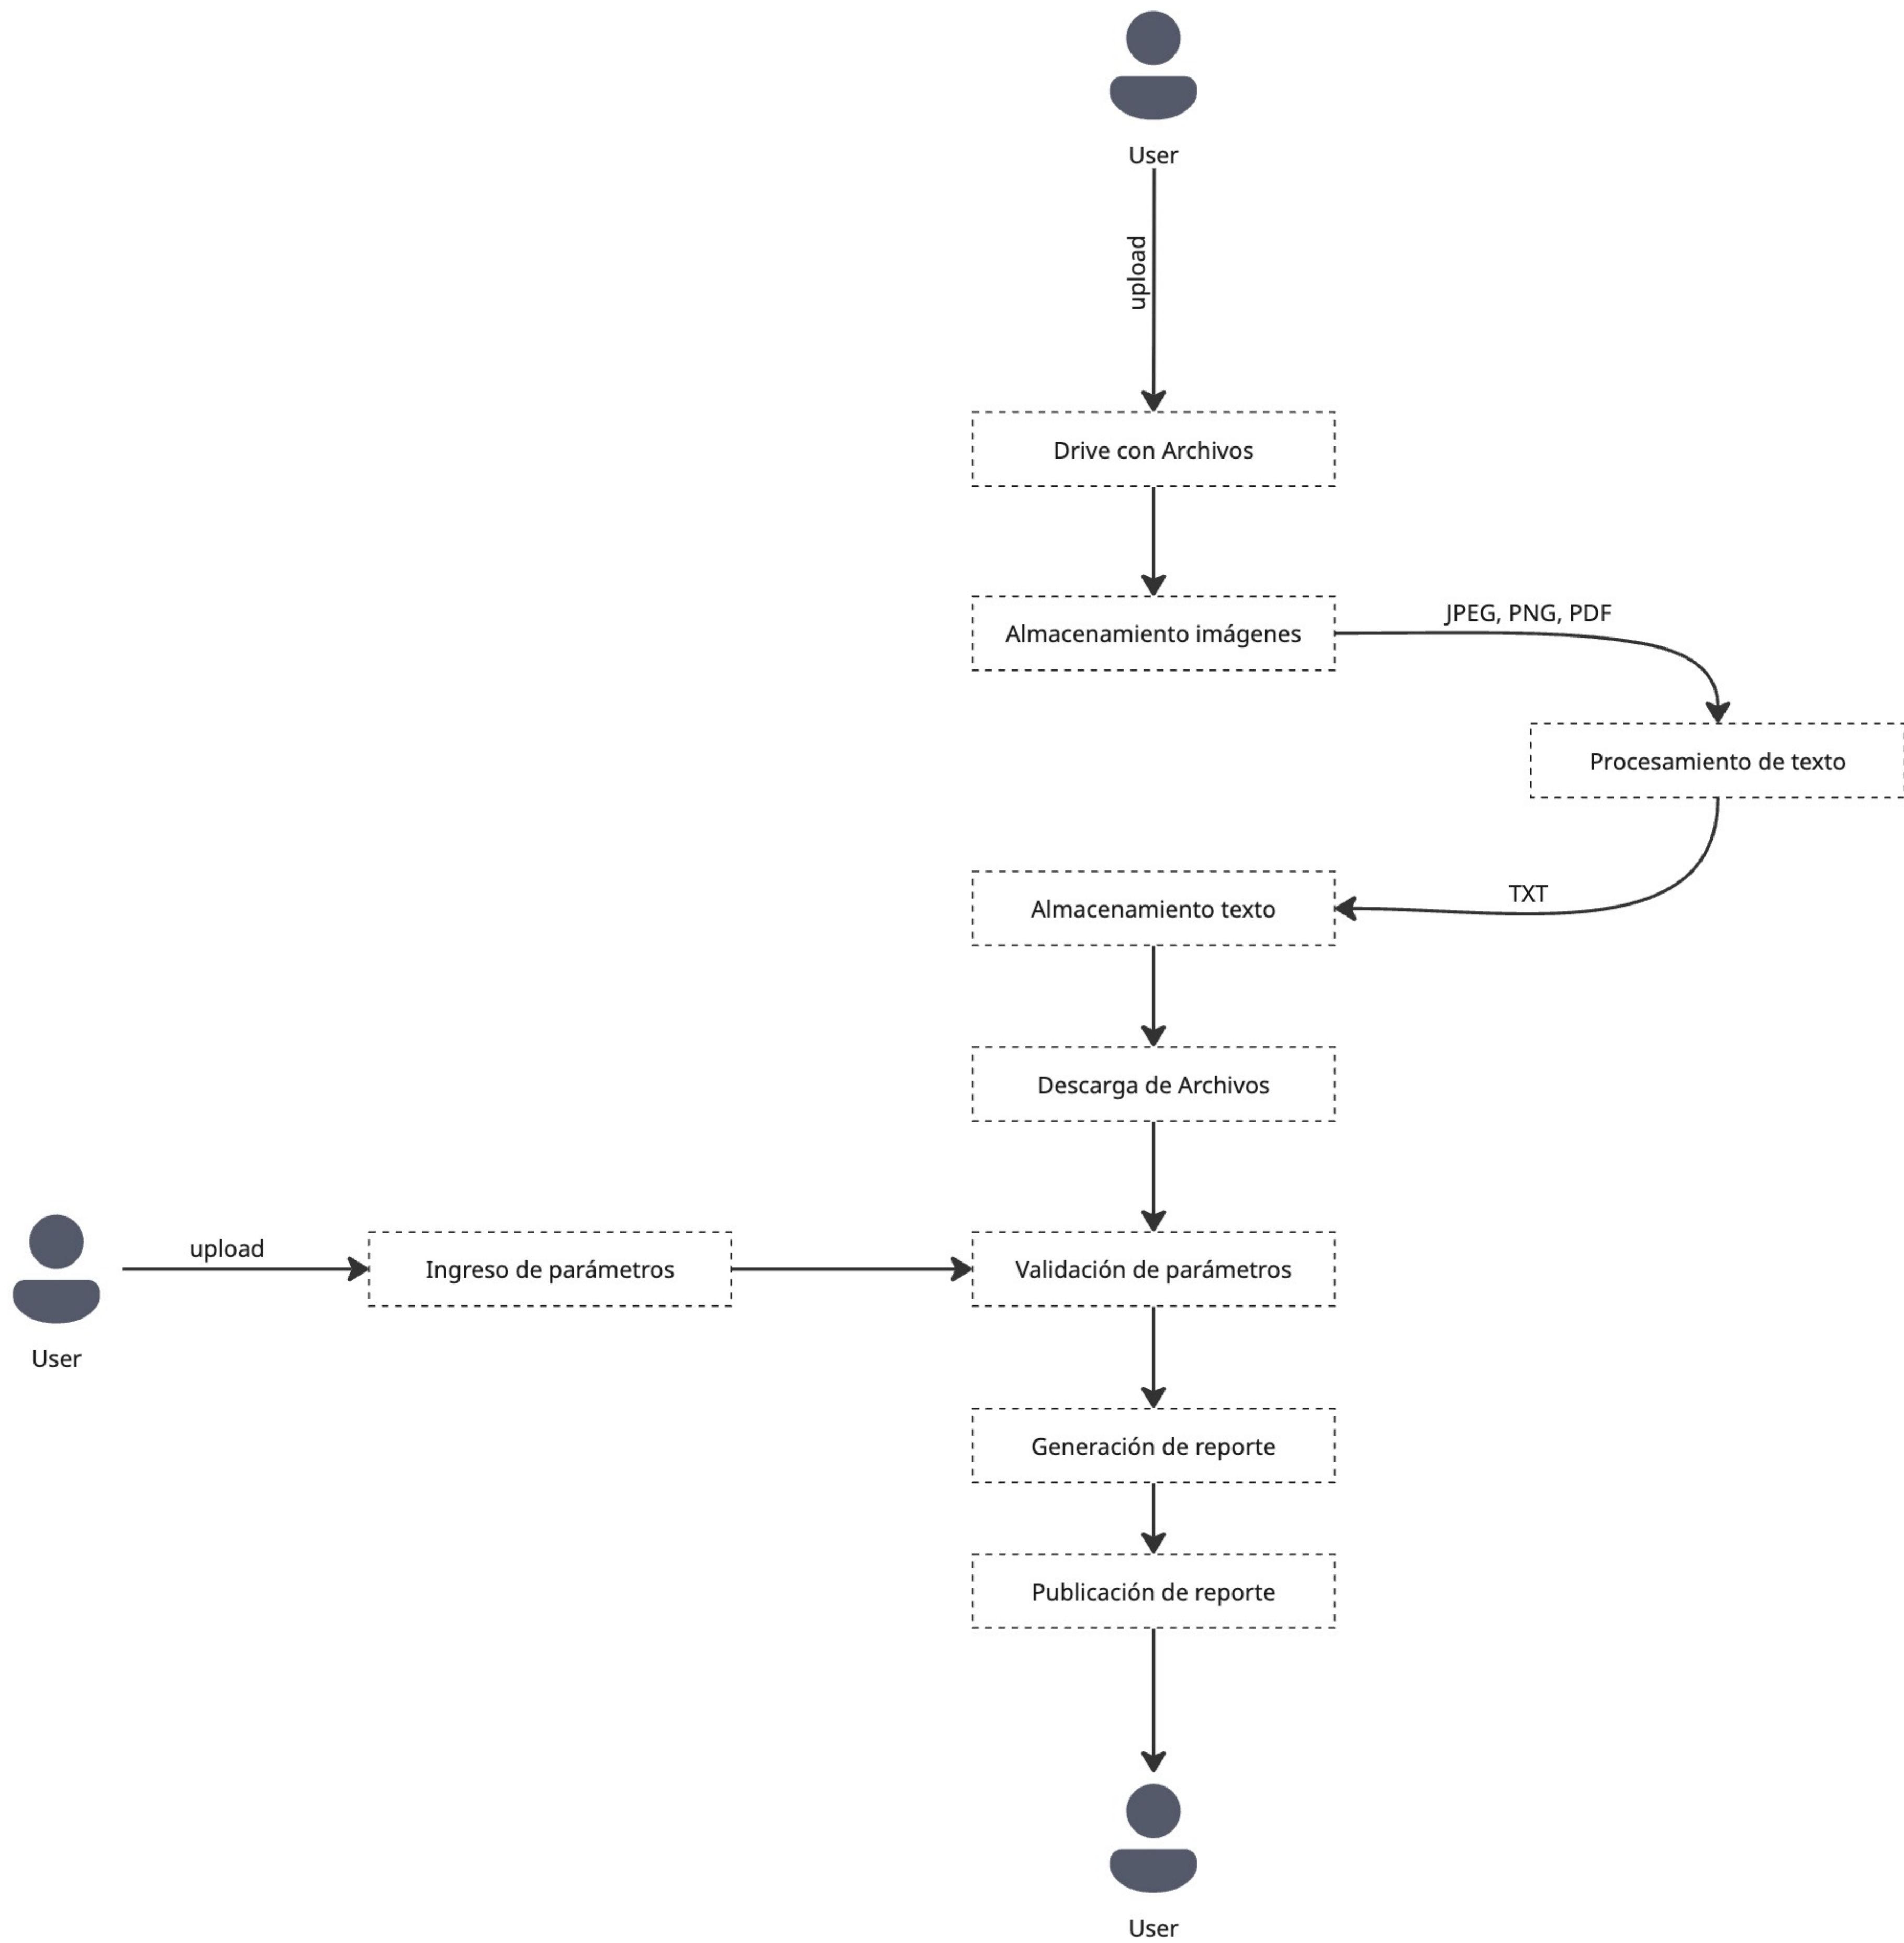 User
upload
Drive con Archivos
Almacenamiento imágenes
JPEG, PNG, PDF
Procesamiento de texto
TXT
Almacenamiento texto
Descarga de Archivos
User
upload
Ingreso de parámetros
Validación de parámetros
Generación de reporte
Publicación de reporte
User